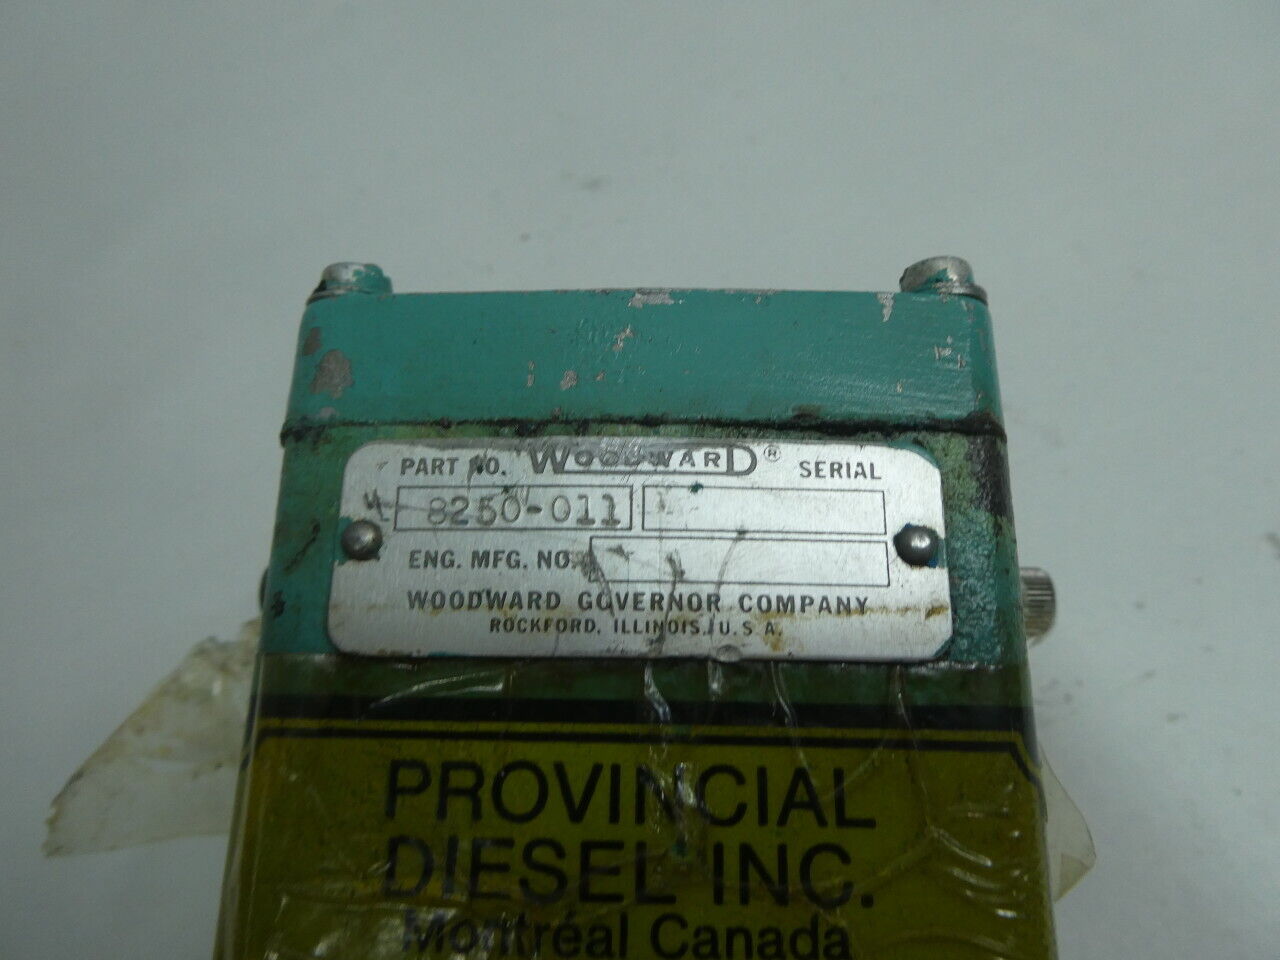 PART NO. WOODWARD® SERIAL
8250-011
ENG. MFG. NO.
WOODWARD GOVERNOR COMPANY
ROCKFORD, ILLINOIS, U.S.A.
PROVINCIAL
DIESEL INC.
Montréal Canada